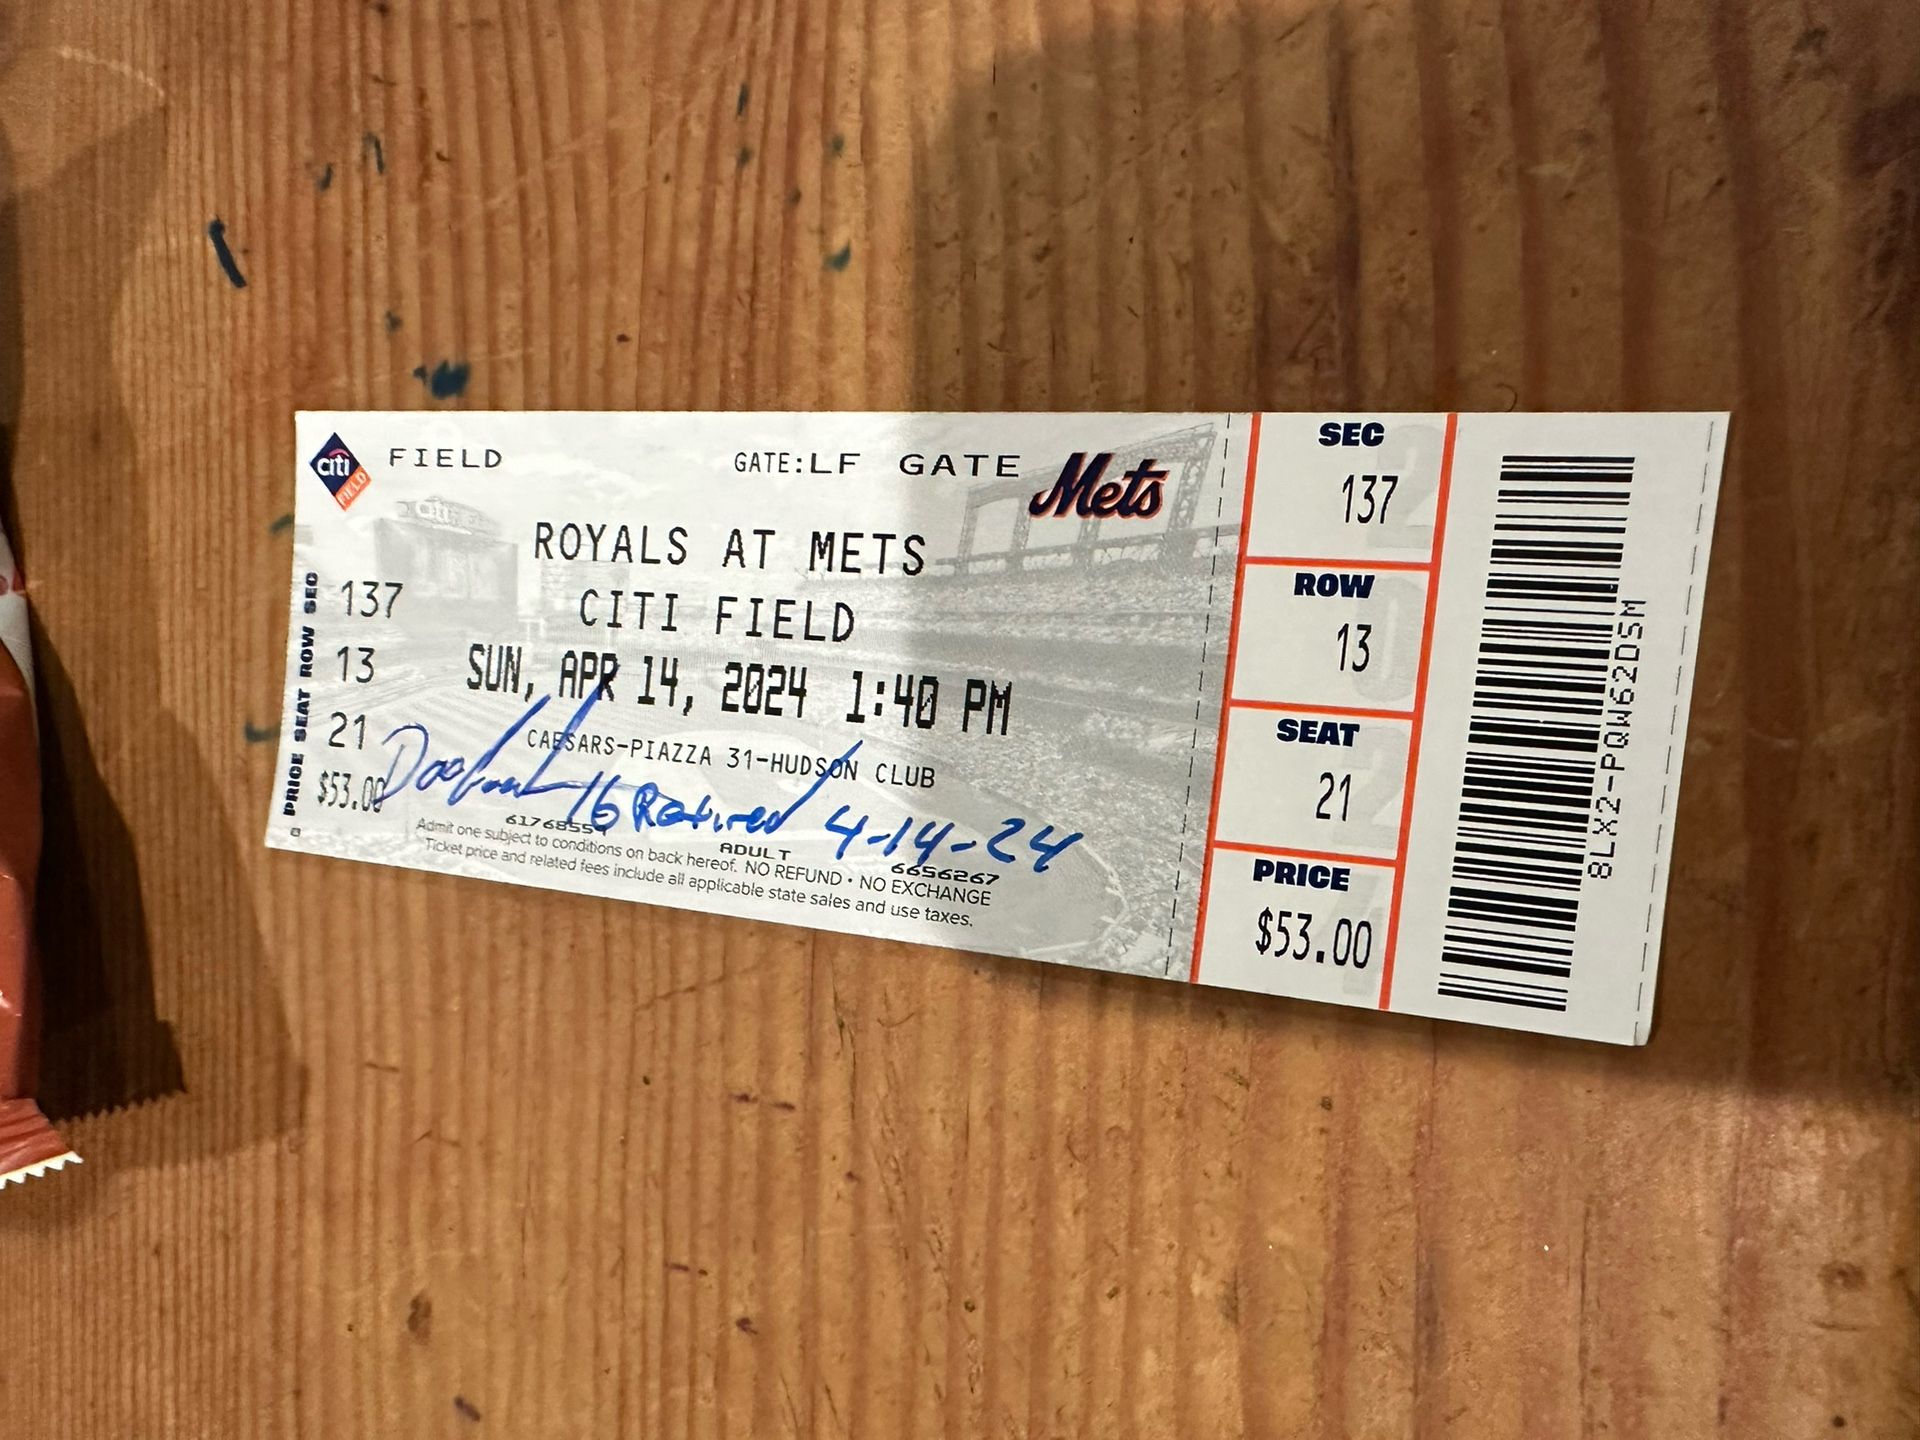 citi FIELD
FIELD
GATE:LF GATE
Mets
ROYALS AT METS
CITI FIELD
SUN, APR 14, 2024 1:40 PM
CAESARS-PIAZZA 31-HUDSON CLUB
SEC 137
ROW 13
SEAT 21
PRICE $53.00
16 Retired 4-14-24
ADULT
6656267
Admit one subject to conditions on back hereof. NO REFUND • NO EXCHANGE
Ticket price and related fees include all applicable state sales and use taxes.
SEC
137
ROW
13
SEAT
21
PRICE
$53.00
8LX2-PQW62D5M